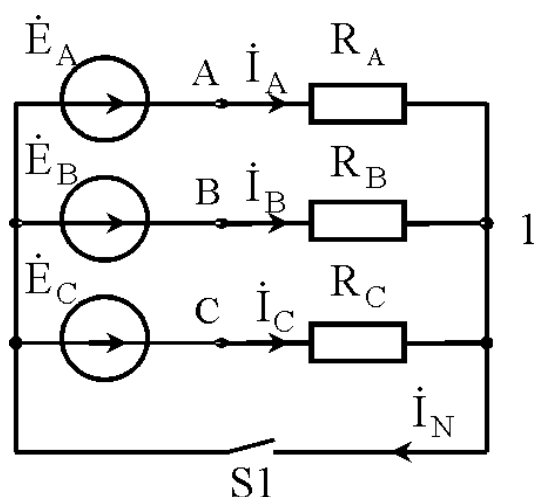 Ė_A A İ_A R_A
Ė_B B İ_B R_B
1
Ė_C C İ_C R_C
İ_N
S1